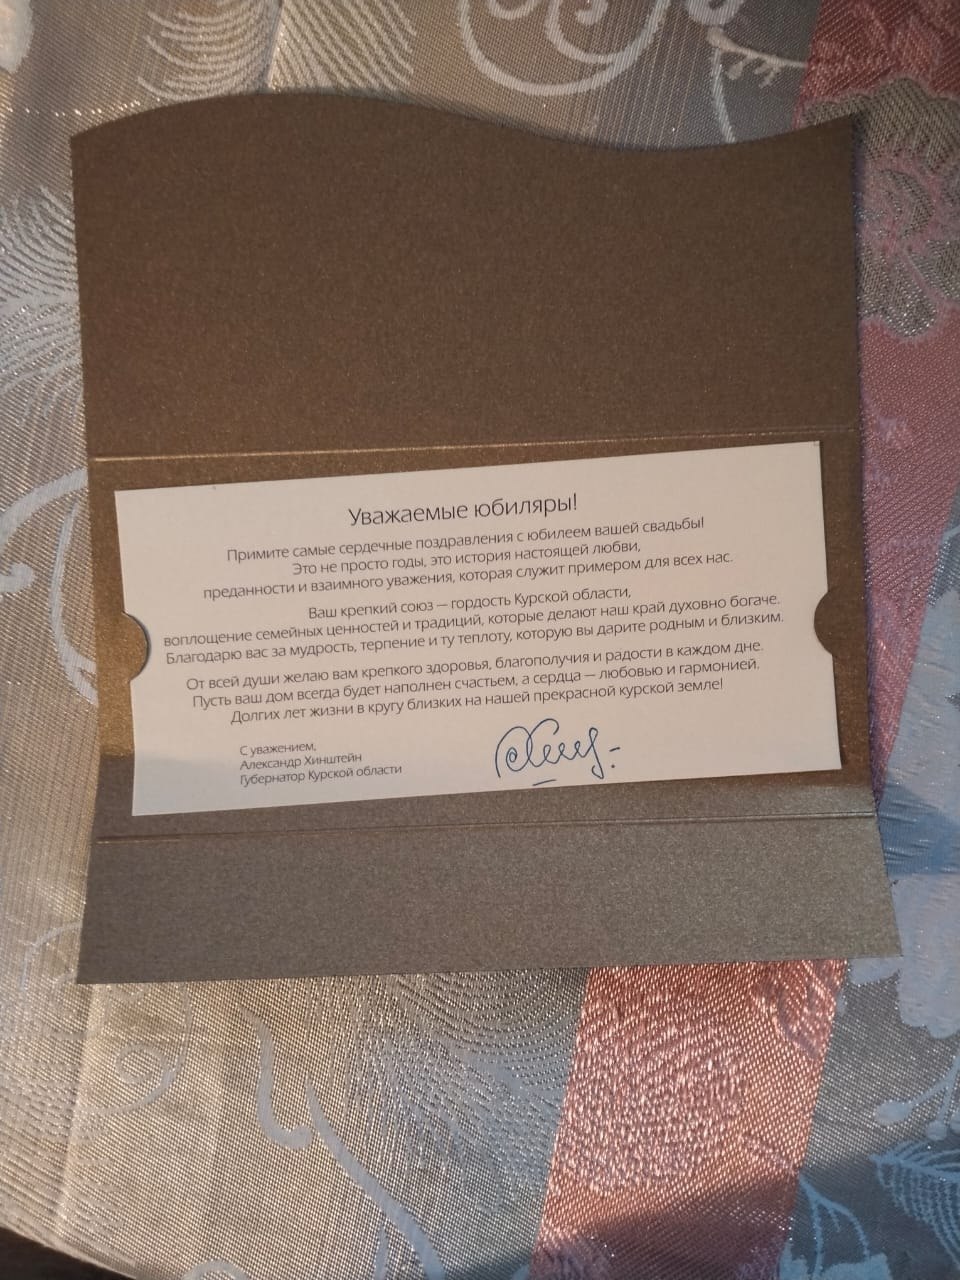 Уважаемые юбиляры!
Примите самые сердечные поздравления с юбилеем вашей свадьбы!
Это не просто годы, это история настоящей любви,
преданности и взаимного уважения, которая служит примером для всех нас.
Ваш крепкий союз — гордость Курской области,
воплощение семейных ценностей и традиций, которые делают наш край духовно богаче.
Благодарю вас за мудрость, терпение и ту теплоту, которую вы дарите родным и близким.
От всей души желаю вам крепкого здоровья, благополучия и радости в каждом дне.
Пусть ваш дом всегда будет наполнен счастьем, а сердца — любовью и гармонией.
Долгих лет жизни в кругу близких на нашей прекрасной курской земле!
С уважением,
Александр Хинштейн
Губернатор Курской области